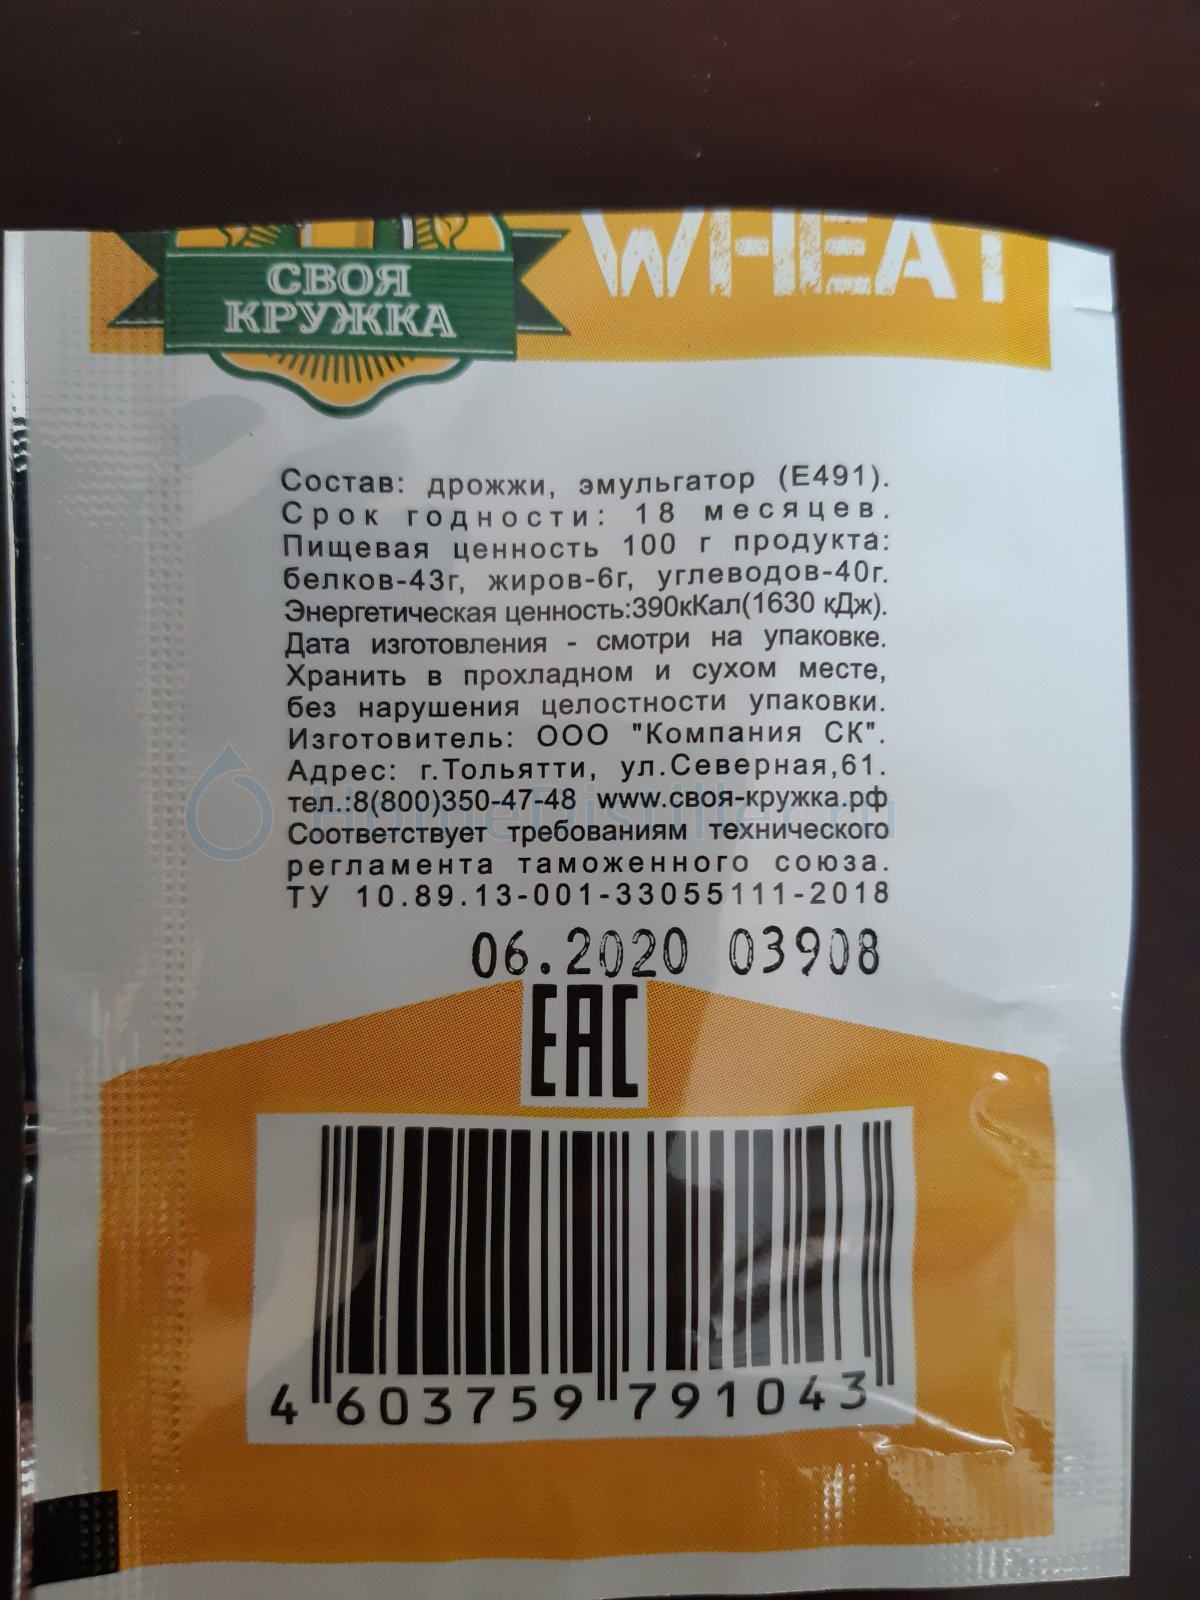 СВОЯ
КРУЖКА
WHEAT
Состав: дрожжи, эмульгатор (Е491).
Срок годности: 18 месяцев.
Пищевая ценность 100 г продукта:
белков-43г, жиров-6г, углеводов-40г.
Энергетическая ценность:390кКал(1630 кДж).
Дата изготовления - смотри на упаковке.
Хранить в прохладном и сухом месте,
без нарушения целостности упаковки.
Изготовитель: ООО "Компания СК".
Адрес: г.Тольятти, ул.Северная,61.
тел.:8(800)350-47-48 www.своя-кружка.рф
HomeDistiller.ru
Соответствует требованиям технического
регламента таможенного союза.
ТУ 10.89.13-001-33055111-2018
06.2020 03908
ЕАС
4 603759 791043